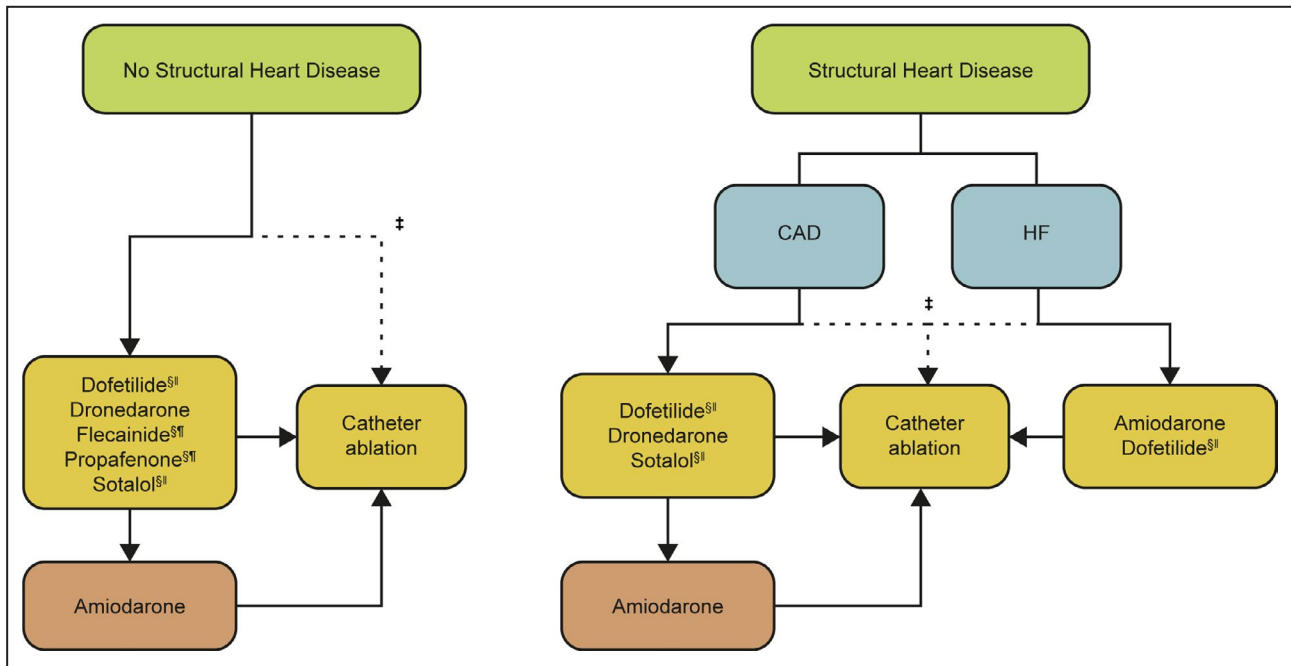 No Structural Heart Disease
‡
Dofetilide§‖
Dronedarone
Flecainide§¶
Propafenone§¶
Sotalol§‖
Catheter
ablation
Amiodarone
Structural Heart Disease
CAD
HF
‡
Dofetilide§‖
Dronedarone
Sotalol§‖
Catheter
ablation
Amiodarone
Dofetilide§‖
Amiodarone